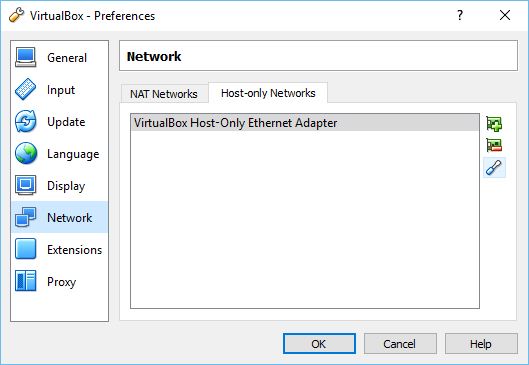 VirtualBox - Preferences
?
General
Input
Update
Language
Display
Network
Extensions
Proxy
Network
NAT Networks
Host-only Networks
VirtualBox Host-Only Ethernet Adapter
OK
Cancel
Help